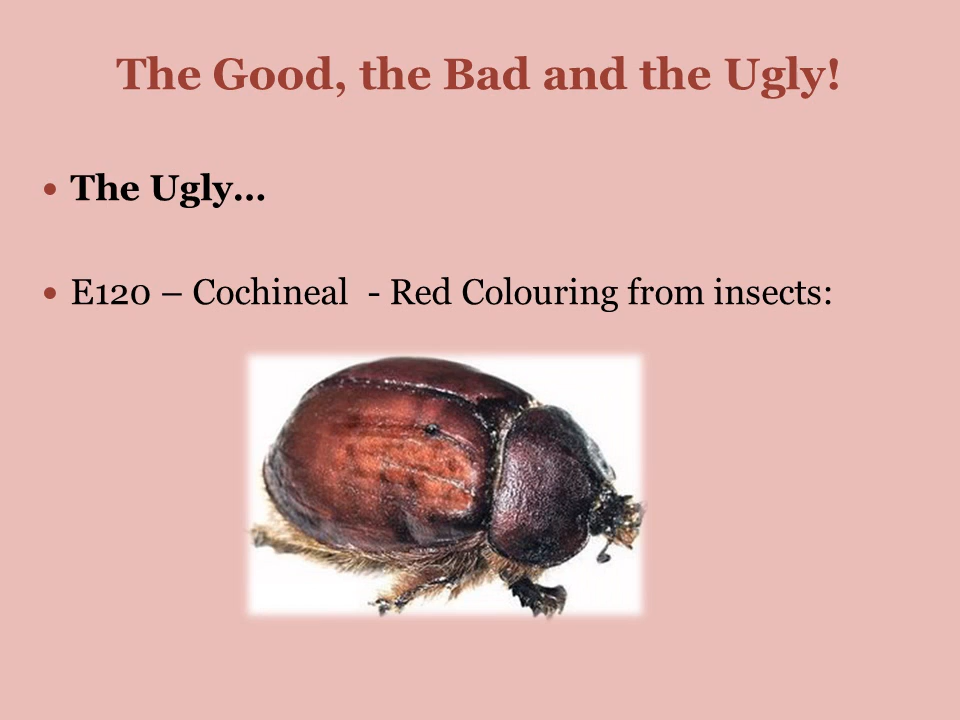 The Good, the Bad and the Ugly!
The Ugly...
E120 – Cochineal - Red Colouring from insects: